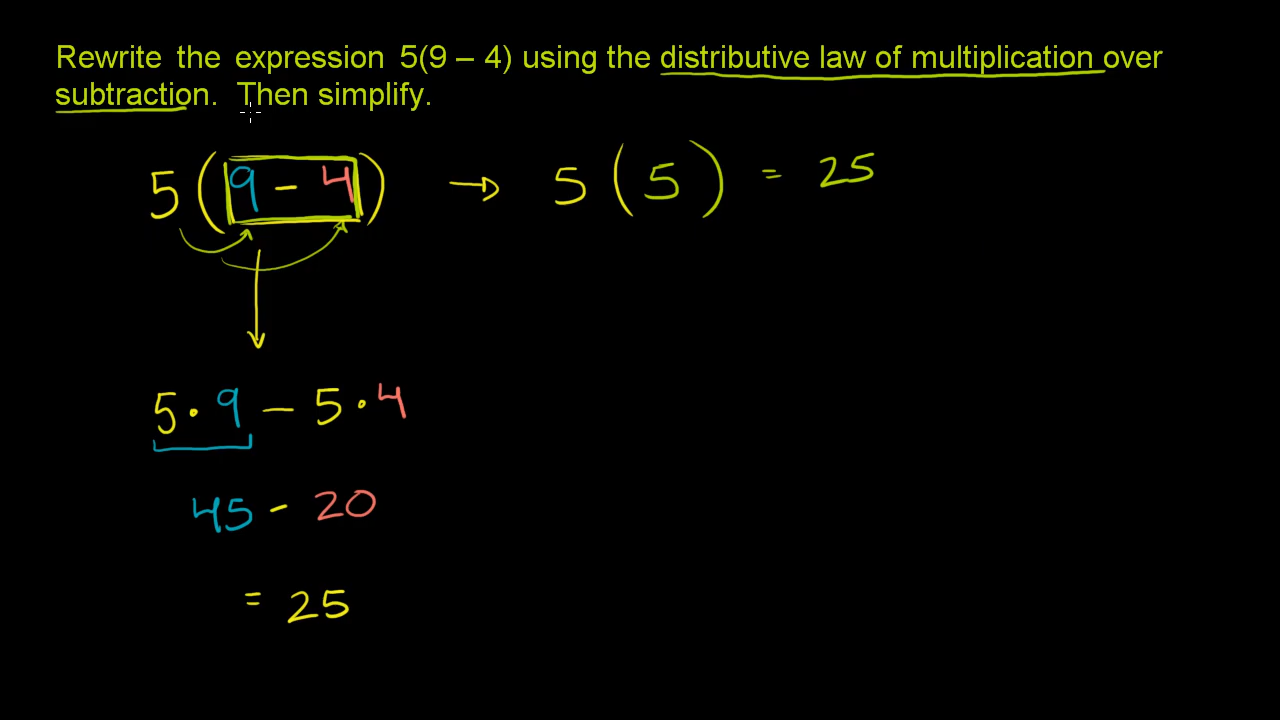 Rewrite the expression 5(9 – 4) using the distributive law of multiplication over
subtraction. Then simplify.
5(9 - 4) → 5(5) = 25
5 · 9 - 5 · 4
45 - 20
= 25